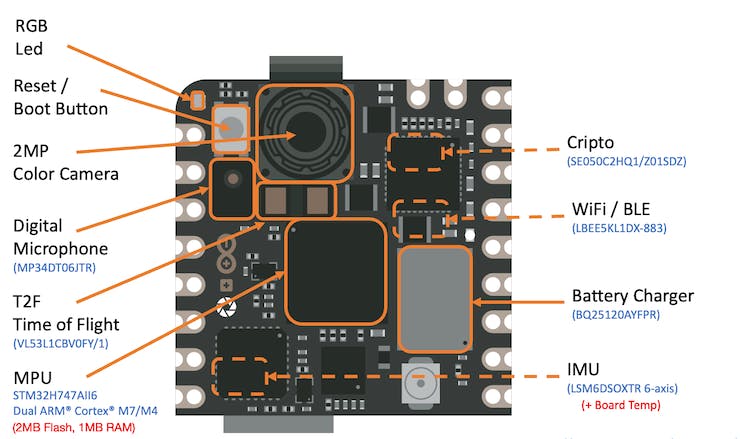 RGB
Led
Reset /
Boot Button
2MP
Color Camera
Digital
Microphone
(MP34DT06JTR)
T2F
Time of Flight
(VL53L1CBV0FY/1)
MPU
STM32H747AII6
Dual ARM® Cortex® M7/M4
(2MB Flash, 1MB RAM)
Cripto
(SE050C2HQ1/Z01SDZ)
WiFi / BLE
(LBEE5KL1DX-883)
Battery Charger
(BQ25120AYFPR)
IMU
(LSM6DSOXTR 6-axis)
(+ Board Temp)